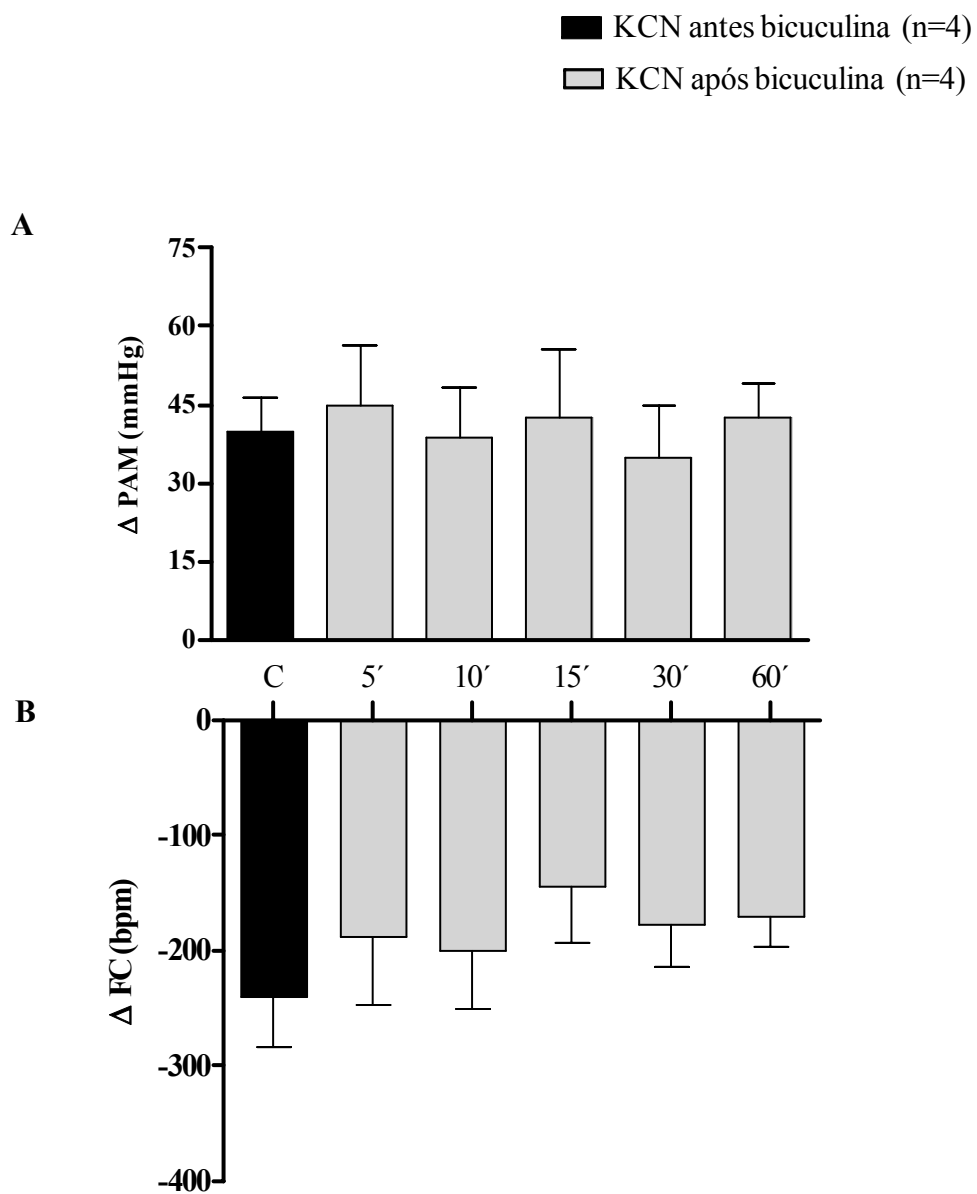 KCN antes bicuculina (n=4)
KCN após bicuculina (n=4)
A
75
60
45
30
15
0
Δ PAM (mmHg)
C 5´ 10´ 15´ 30´ 60´
B
0
-100
-200
-300
-400
Δ FC (bpm)